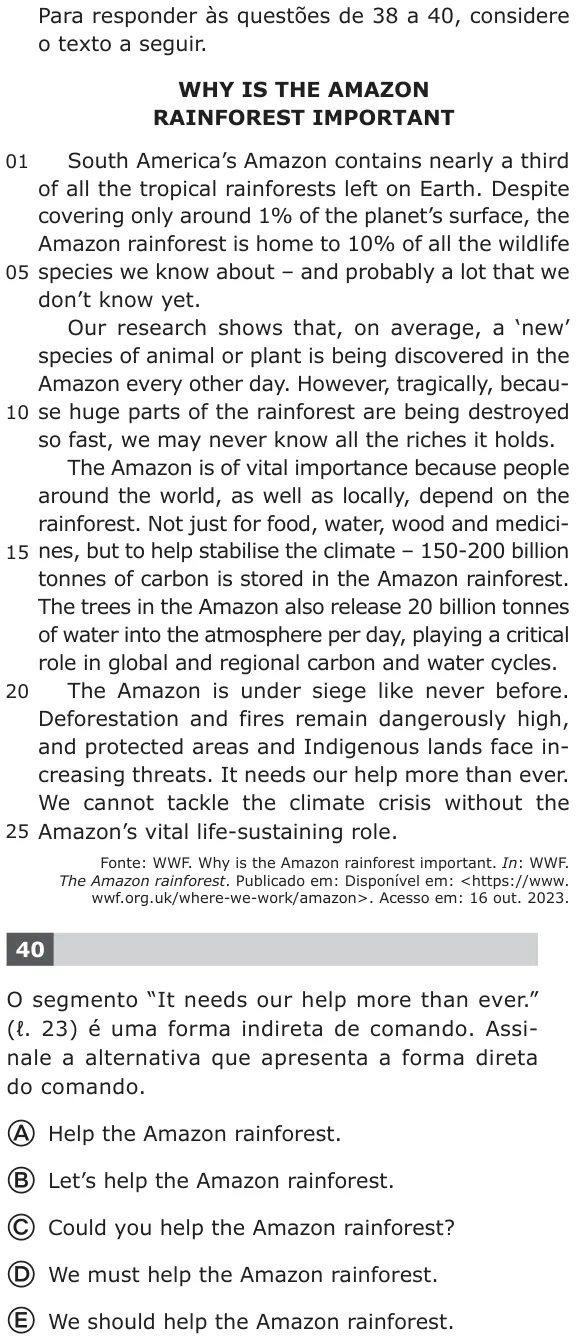 Para responder às questões de 38 a 40, considere
o texto a seguir.
WHY IS THE AMAZON
RAINFOREST IMPORTANT
01 South America’s Amazon contains nearly a third
of all the tropical rainforests left on Earth. Despite
covering only around 1% of the planet’s surface, the
Amazon rainforest is home to 10% of all the wildlife
05 species we know about – and probably a lot that we
don’t know yet.
Our research shows that, on average, a ‘new’
species of animal or plant is being discovered in the
Amazon every other day. However, tragically, becau-
10 se huge parts of the rainforest are being destroyed
so fast, we may never know all the riches it holds.
The Amazon is of vital importance because people
around the world, as well as locally, depend on the
rainforest. Not just for food, water, wood and medici-
15 nes, but to help stabilise the climate – 150-200 billion
tonnes of carbon is stored in the Amazon rainforest.
The trees in the Amazon also release 20 billion tonnes
of water into the atmosphere per day, playing a critical
role in global and regional carbon and water cycles.
20 The Amazon is under siege like never before.
Deforestation and fires remain dangerously high,
and protected areas and Indigenous lands face in-
creasing threats. It needs our help more than ever.
We cannot tackle the climate crisis without the
25 Amazon’s vital life-sustaining role.
Fonte: WWF. Why is the Amazon rainforest important. In: WWF.
The Amazon rainforest. Publicado em: Disponível em: <https://www.
wwf.org.uk/where-we-work/amazon>. Acesso em: 16 out. 2023.
40
O segmento “It needs our help more than ever.”
(ℓ. 23) é uma forma indireta de comando. Assi-
nale a alternativa que apresenta a forma direta
do comando.
A Help the Amazon rainforest.
B Let’s help the Amazon rainforest.
C Could you help the Amazon rainforest?
D We must help the Amazon rainforest.
E We should help the Amazon rainforest.